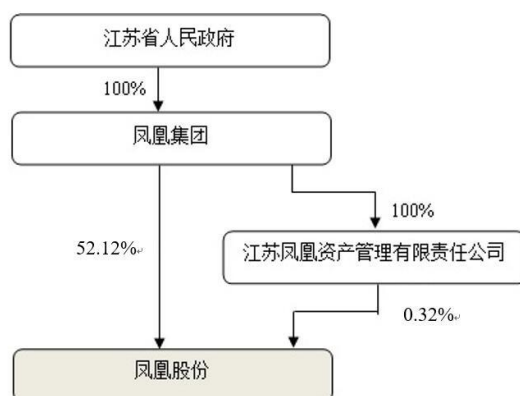 江苏省人民政府
100%
凤凰集团
100%
52.12%
江苏凤凰资产管理有限责任公司
0.32%
凤凰股份